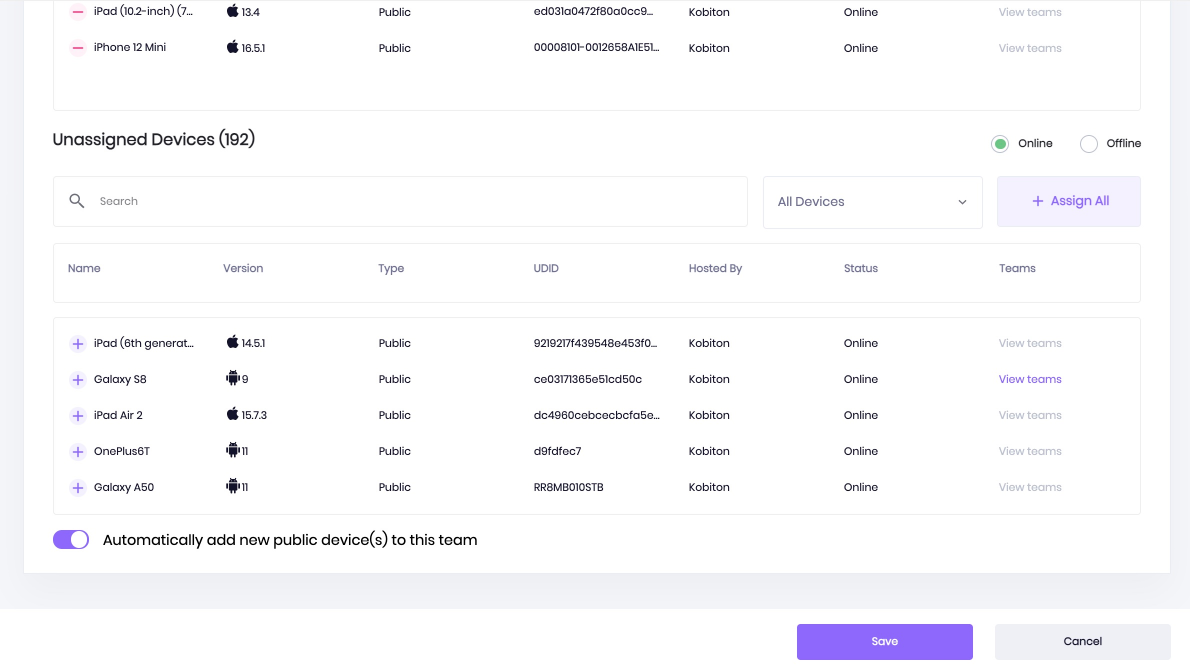 iPad (10.2-inch) (7... 13.4 Public ed031a0472f80a0cc9... Kobiton Online View teams
iPhone 12 Mini 16.5.1 Public 00008101-0012658A1E51... Kobiton Online View teams
Unassigned Devices (192)
Online Offline
Search All Devices + Assign All
Name Version Type UDID Hosted By Status Teams
iPad (6th generat... 14.5.1 Public 9219217f439548e453f0... Kobiton Online View teams
Galaxy S8 9 Public ce03171365e51cd50c Kobiton Online View teams
iPad Air 2 15.7.3 Public dc4960cebcecbcfa5e... Kobiton Online View teams
OnePlus6T 11 Public d9fdfec7 Kobiton Online View teams
Galaxy A50 11 Public RR8MB010STB Kobiton Online View teams
Automatically add new public device(s) to this team
Save Cancel